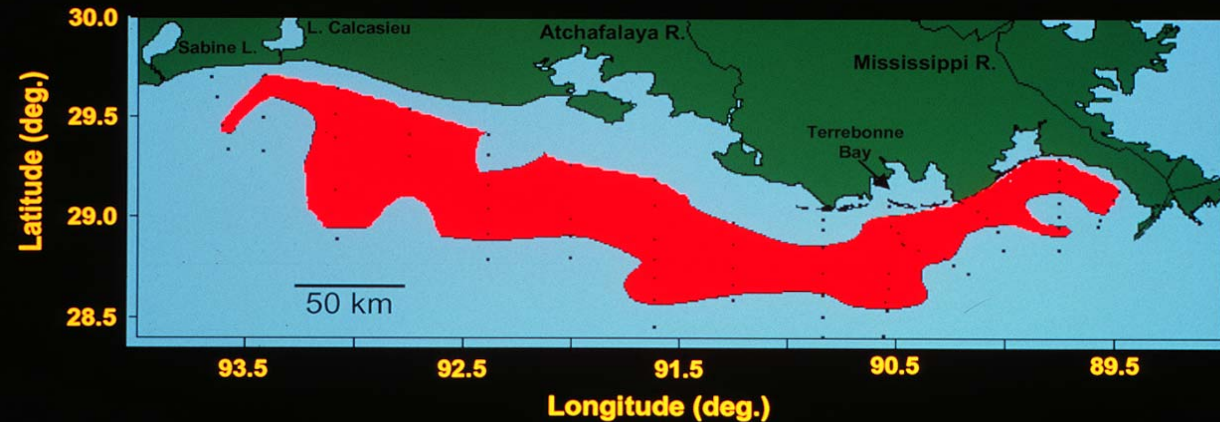 30.0
29.5
29.0
28.5
Latitude (deg.)
Sabine L.
L. Calcasieu
Atchafalaya R.
Mississippi R.
Terrebonne
Bay
50 km
93.5
92.5
91.5
90.5
89.5
Longitude (deg.)